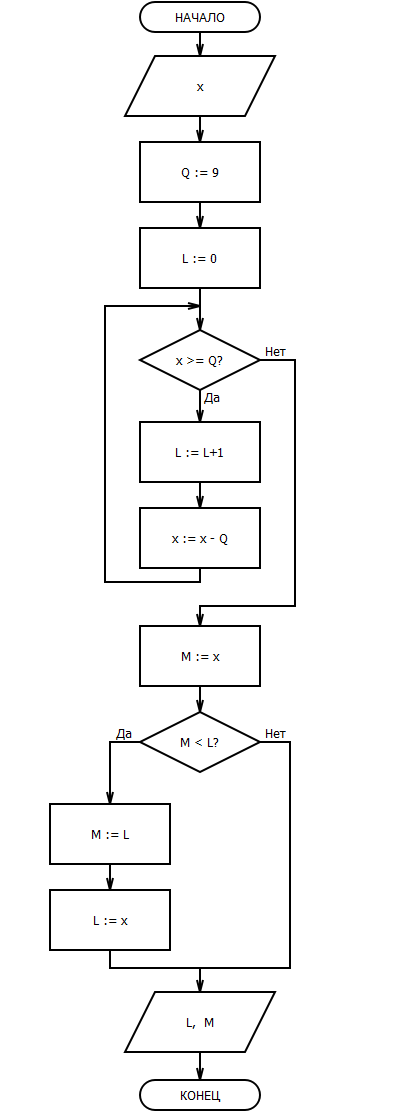 НАЧАЛО
x
Q := 9
L := 0
x >= Q?
Нет
Да
L := L+1
x := x - Q
M := x
Да
M < L?
Нет
M := L
L := x
L, M
КОНЕЦ